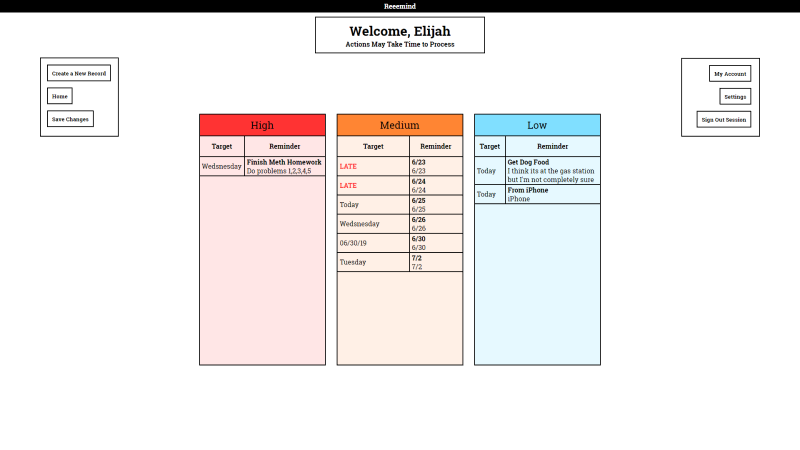 Reeemind
Welcome, Elijah
Actions May Take Time to Process
Create a New Record
Home
Save Changes
My Account
Settings
Sign Out Session
High
Target Reminder
Wedsnesday Finish Meth Homework
Do problems 1,2,3,4,5
Medium
Target Reminder
LATE 6/23
6/23
LATE 6/24
6/24
Today 6/25
6/25
Wedsnesday 6/26
6/26
06/30/19 6/30
6/30
Tuesday 7/2
7/2
Low
Target Reminder
Today Get Dog Food
I think its at the gas station
but I'm not completely sure
Today From iPhone
iPhone